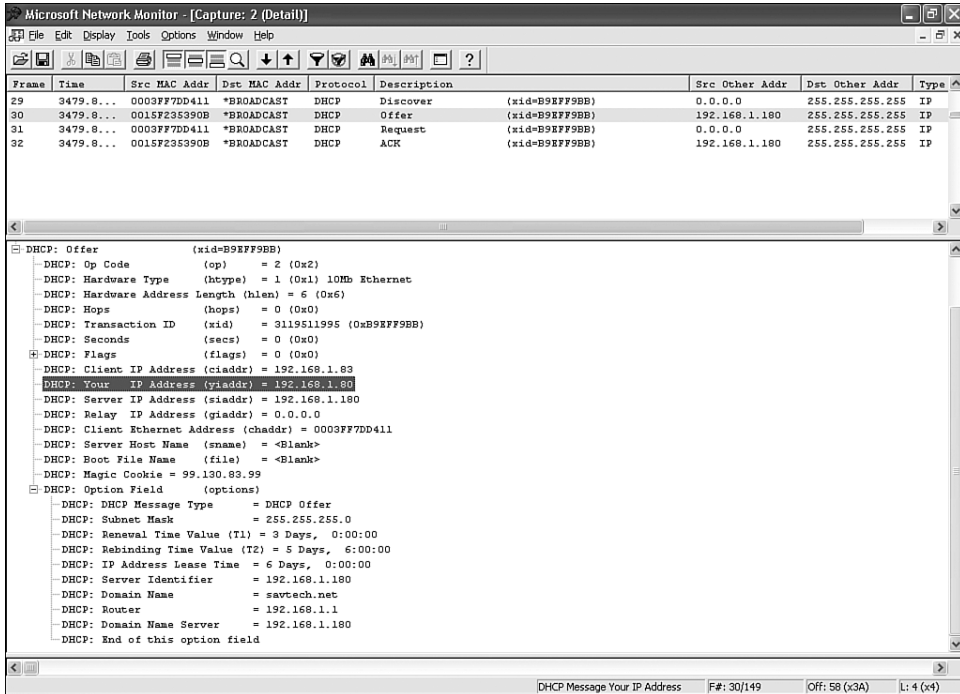 Microsoft Network Monitor - [Capture: 2 (Detail)]
File Edit Display Tools Options Window Help
Frame Time Src MAC Addr Dst MAC Addr Protocol Description Src Other Addr Dst Other Addr Type
29 3479.8... 0003FF7DD411 *BROADCAST DHCP Discover (xid=B9EFF9BB) 0.0.0.0 255.255.255.255 IP
30 3479.8... 0015F235390B *BROADCAST DHCP Offer (xid=B9EFF9BB) 192.168.1.180 255.255.255.255 IP
31 3479.8... 0003FF7DD411 *BROADCAST DHCP Request (xid=B9EFF9BB) 0.0.0.0 255.255.255.255 IP
32 3479.8... 0015F235390B *BROADCAST DHCP ACK (xid=B9EFF9BB) 192.168.1.180 255.255.255.255 IP
DHCP: Offer (xid=B9EFF9BB)
DHCP: Op Code (op) = 2 (0x2)
DHCP: Hardware Type (htype) = 1 (0x1) 10Mb Ethernet
DHCP: Hardware Address Length (hlen) = 6 (0x6)
DHCP: Hops (hops) = 0 (0x0)
DHCP: Transaction ID (xid) = 3119511995 (0xB9EFF9BB)
DHCP: Seconds (secs) = 0 (0x0)
DHCP: Flags (flags) = 0 (0x0)
DHCP: Client IP Address (ciaddr) = 192.168.1.83
DHCP: Your IP Address (yiaddr) = 192.168.1.80
DHCP: Server IP Address (siaddr) = 192.168.1.180
DHCP: Relay IP Address (giaddr) = 0.0.0.0
DHCP: Client Ethernet Address (chaddr) = 0003FF7DD411
DHCP: Server Host Name (sname) = <Blank>
DHCP: Boot File Name (file) = <Blank>
DHCP: Magic Cookie = 99.130.83.99
DHCP: Option Field (options)
DHCP: DHCP Message Type = DHCP Offer
DHCP: Subnet Mask = 255.255.255.0
DHCP: Renewal Time Value (T1) = 3 Days, 0:00:00
DHCP: Rebinding Time Value (T2) = 5 Days, 6:00:00
DHCP: IP Address Lease Time = 6 Days, 0:00:00
DHCP: Server Identifier = 192.168.1.180
DHCP: Domain Name = savtech.net
DHCP: Router = 192.168.1.1
DHCP: Domain Name Server = 192.168.1.180
DHCP: End of this option field
DHCP Message Your IP Address F#: 30/149 Off: 58 (x3A) L: 4 (x4)